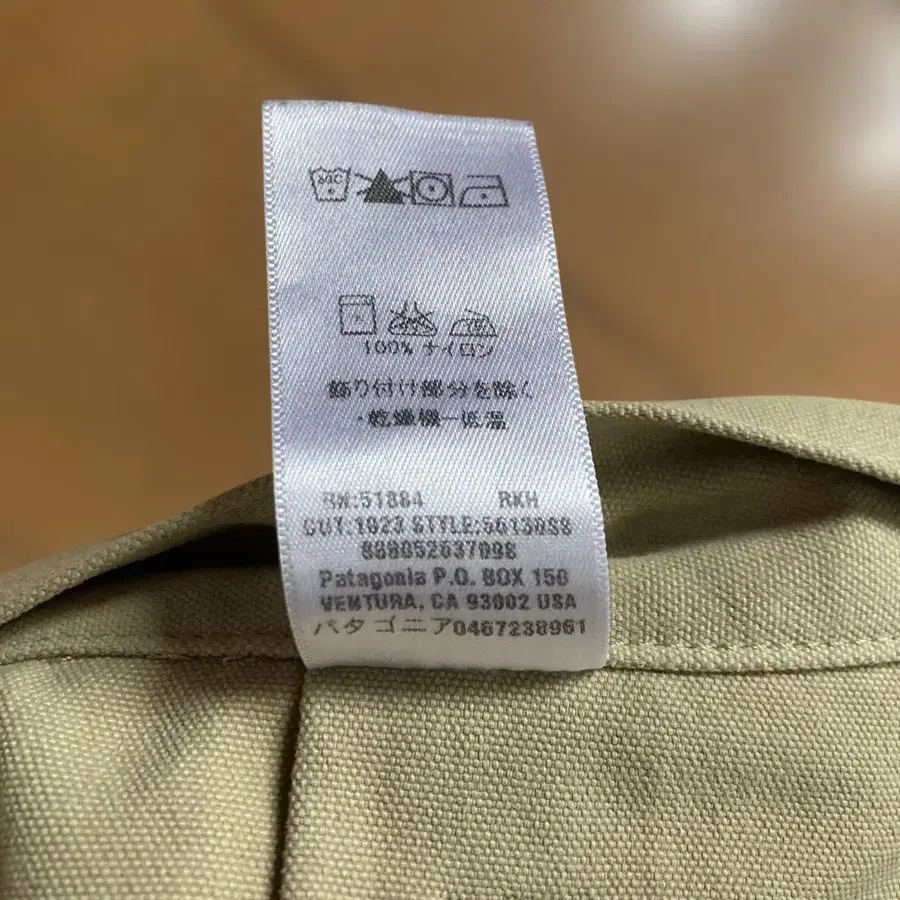 30C
100% ナイロン
飾り付け部分を除く
・乾燥機ー低温
RN:51884 RKH
CUT:1023 STYLE:56130S8
888052637098
Patagonia P.O. BOX 150
VENTURA, CA 93002 USA
パタゴニア0467238961